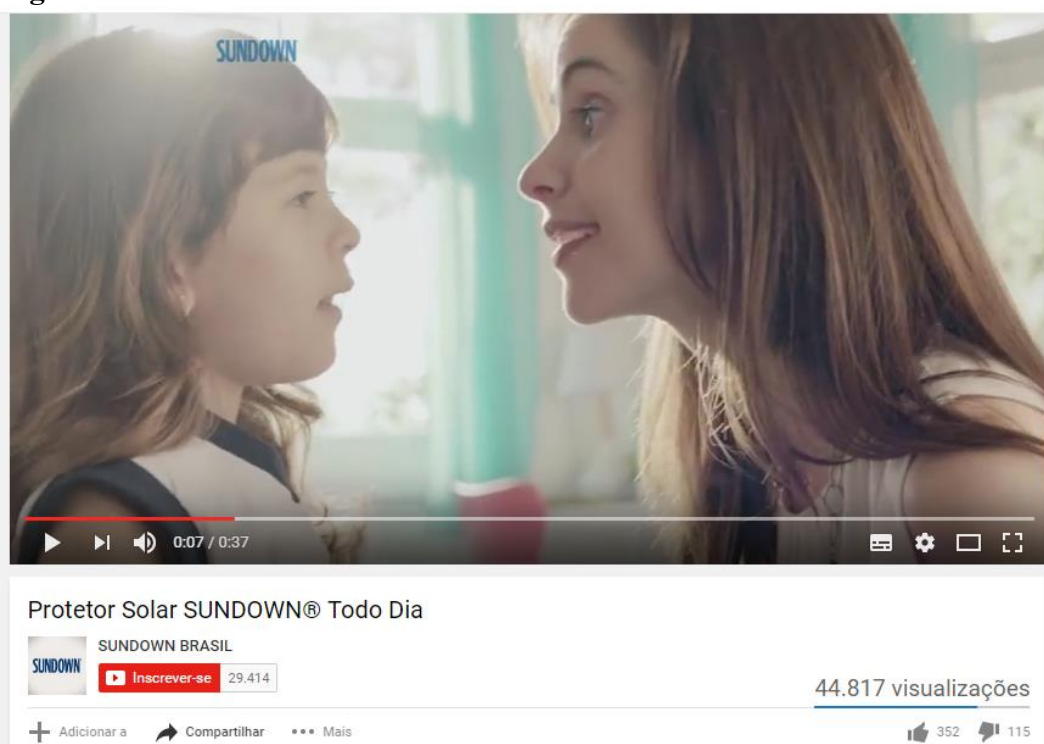 SUNDOWN
0:07 / 0:37
Protetor Solar SUNDOWN® Todo Dia
SUNDOWN
SUNDOWN BRASIL
Inscrever-se 29.414
44.817 visualizações
Adicionar a Compartilhar Mais 352 115